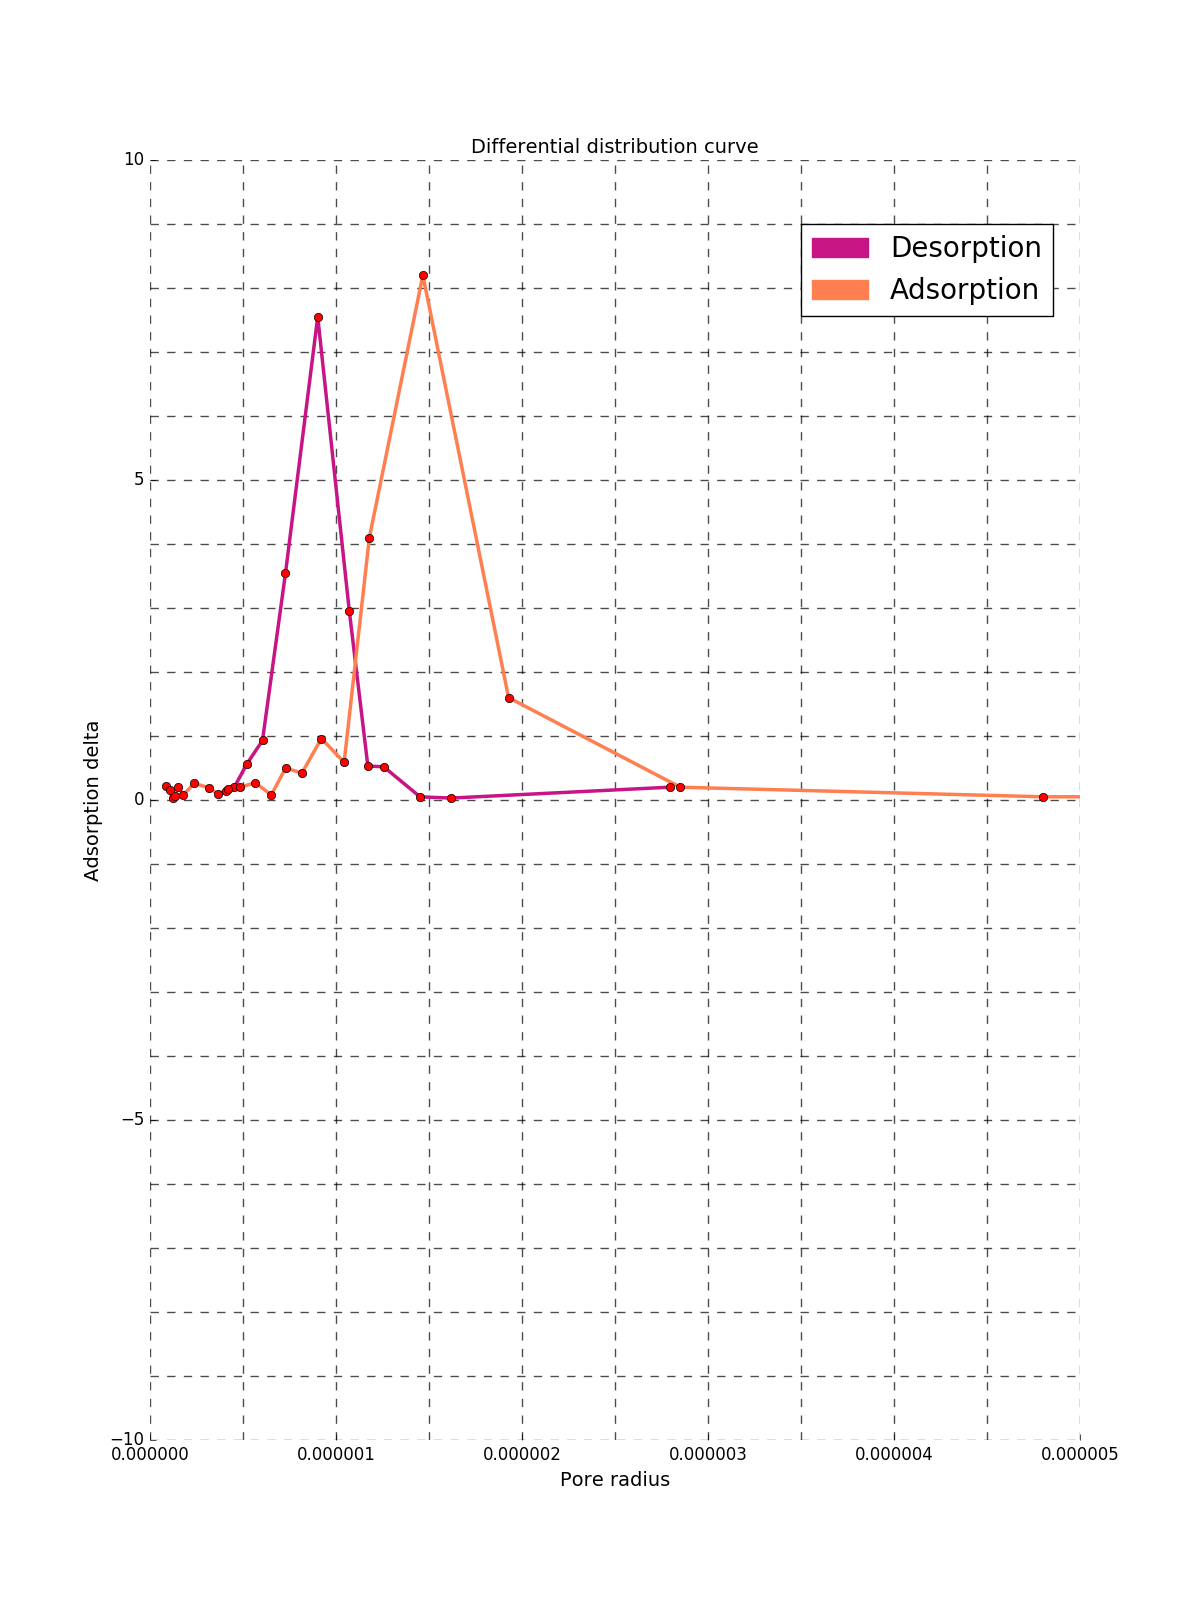 Differential distribution curve
10
5
0
−5
−10
Adsorption delta
Desorption
Adsorption
0.000000 0.000001 0.000002 0.000003 0.000004 0.000005
Pore radius